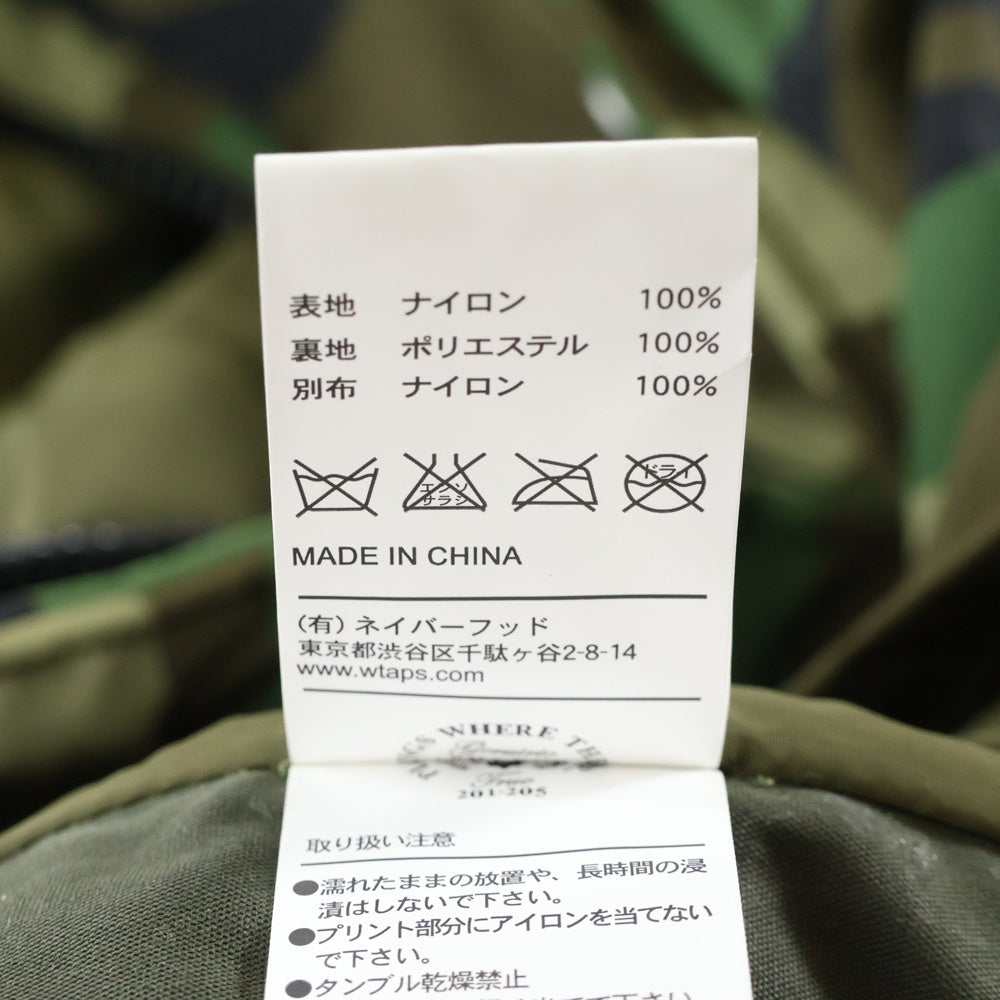 表地 ナイロン 100%
裏地 ポリエステル 100%
別布 ナイロン 100%
エンソ
サラシ
ドライ
MADE IN CHINA
(有) ネイバーフッド
東京都渋谷区千駄ヶ谷2-8-14
www.wtaps.com
WHERE
201-205
取り扱い注意
●濡れたままの放置や、長時間の浸
漬はしないで下さい。
●プリント部分にアイロンを当てない
で下さい。
●タンブル乾燥禁止